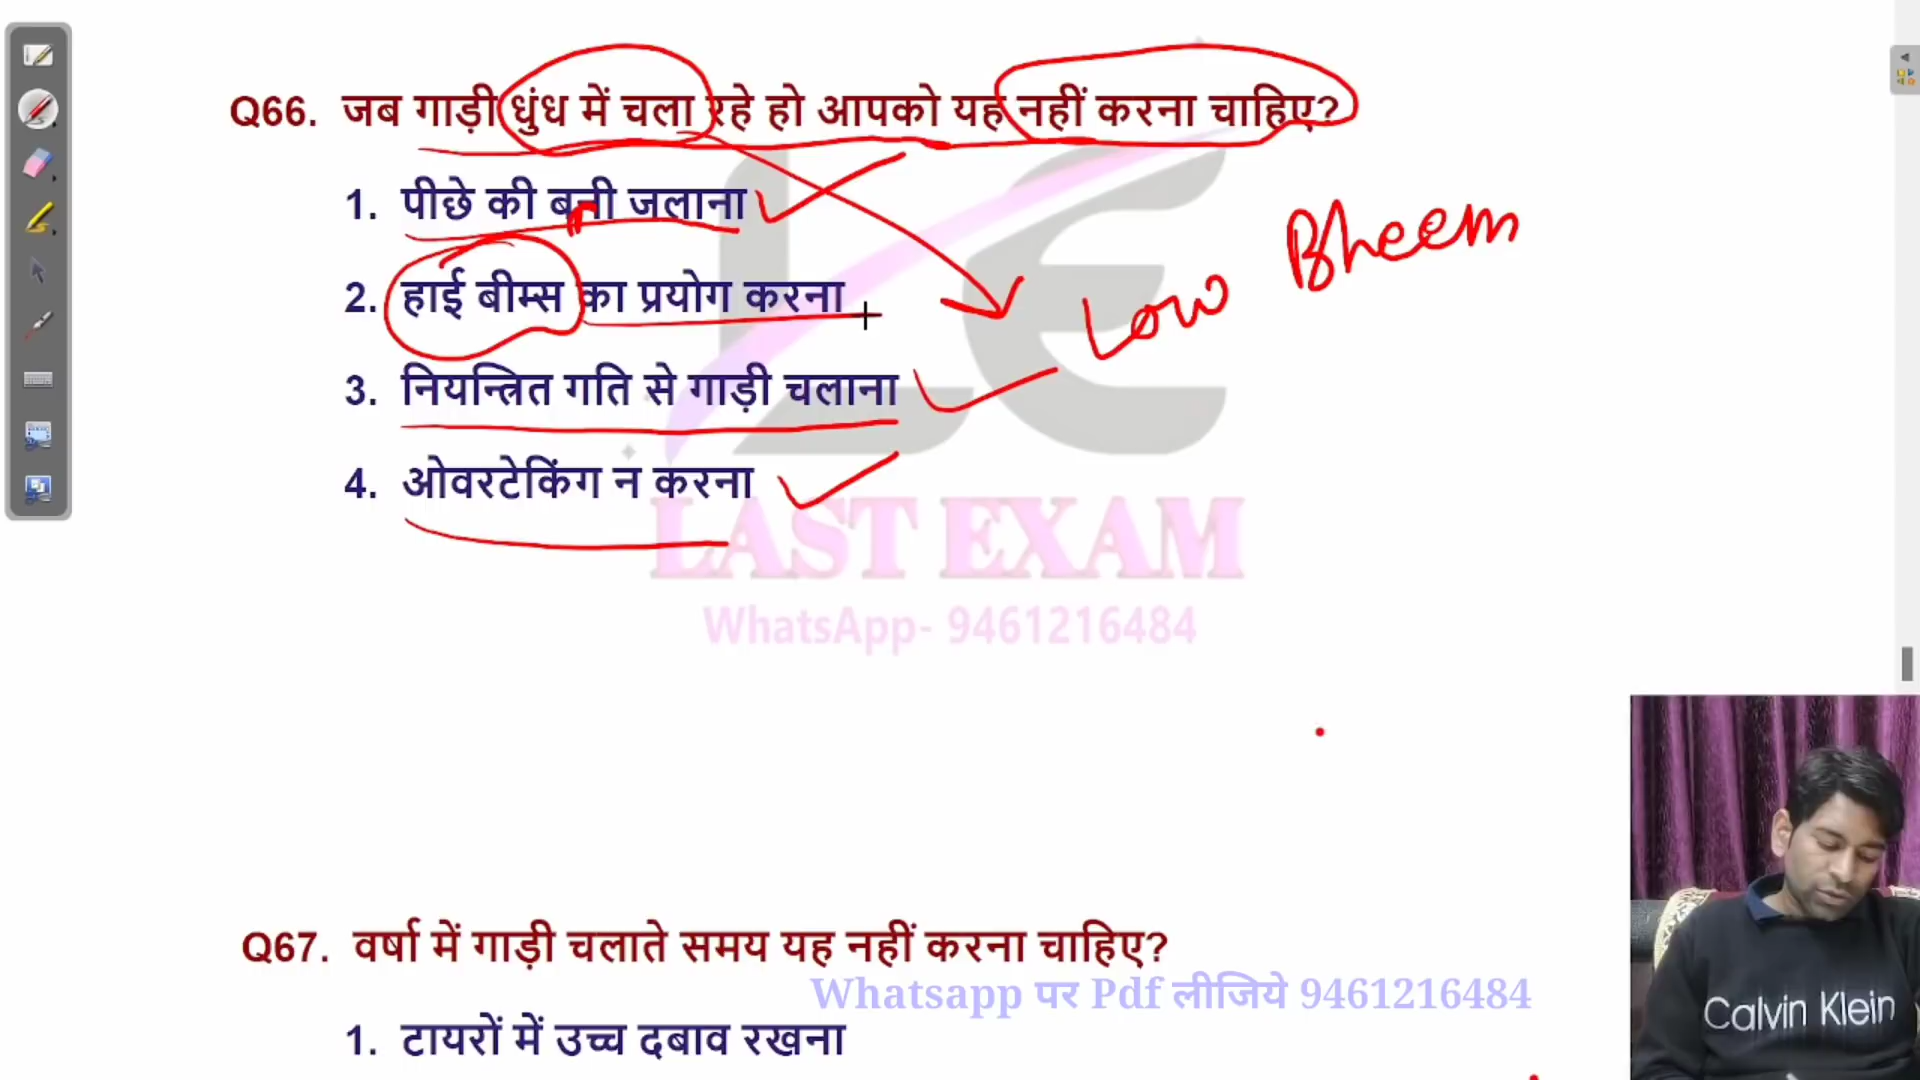 Q66. जब गाड़ी धुंध में चला रहे हो आपको यह नहीं करना चाहिए?
1. पीछे की बत्ती जलाना
2. हाई बीम्स का प्रयोग करना
Low Bheem
3. नियन्त्रित गति से गाड़ी चलाना
4. ओवरटेकिंग न करना
LE
LAST EXAM
WhatsApp- 9461216484
Q67. वर्षा में गाड़ी चलाते समय यह नहीं करना चाहिए?
Whatsapp पर Pdf लीजिये 9461216484
1. टायरों में उच्च दबाव रखना
Calvin Klein